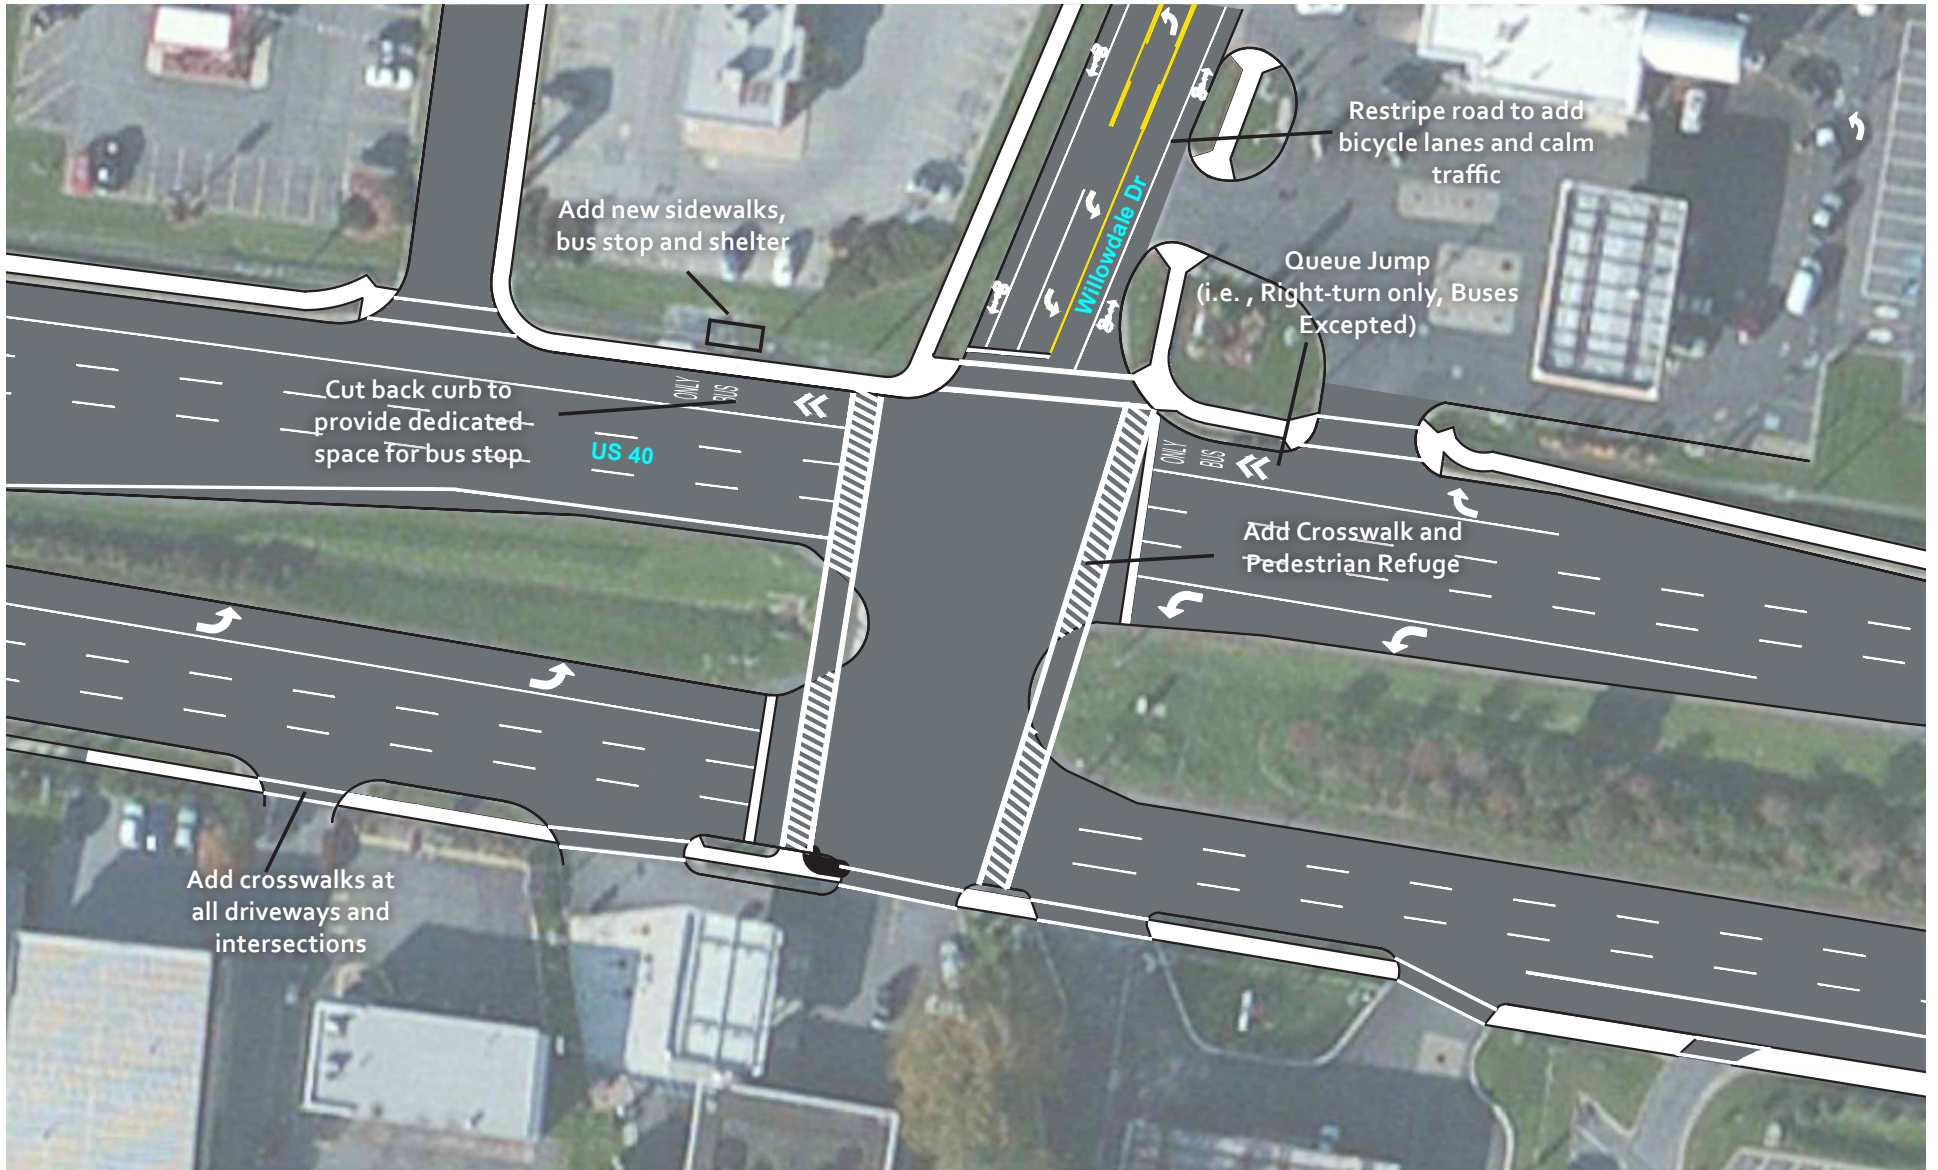 Restripe road to add
bicycle lanes and calm
traffic
Add new sidewalks,
bus stop and shelter
Willowdale Dr
Queue Jump
(i.e. , Right-turn only, Buses
Excepted)
Cut back curb to
provide dedicated
space for bus stop
ONLY
BUS
US 40
ONLY
BUS
Add Crosswalk and
Pedestrian Refuge
Add crosswalks at
all driveways and
intersections